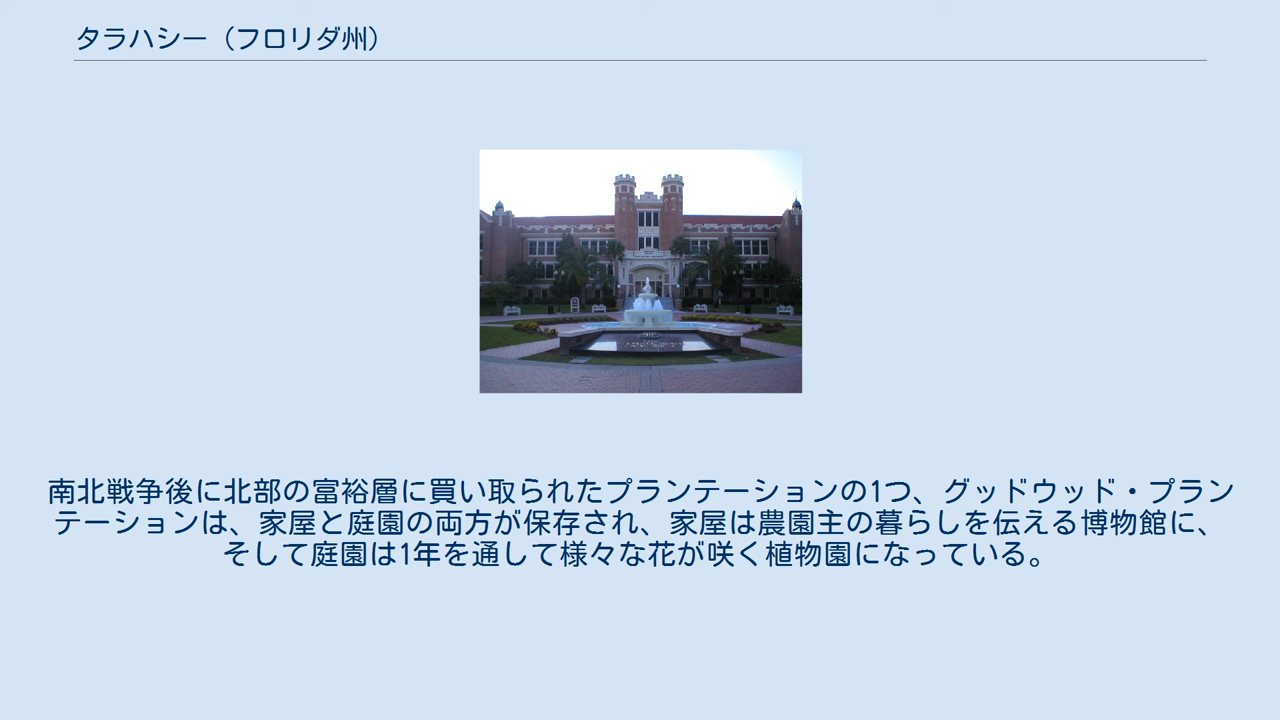 タラハシー（フロリダ州）
南北戦争後に北部の富裕層に買い取られたプランテーションの1つ、グッドウッド・プラン
テーションは、家屋と庭園の両方が保存され、家屋は農園主の暮らしを伝える博物館に、
そして庭園は1年を通して様々な花が咲く植物園になっている。